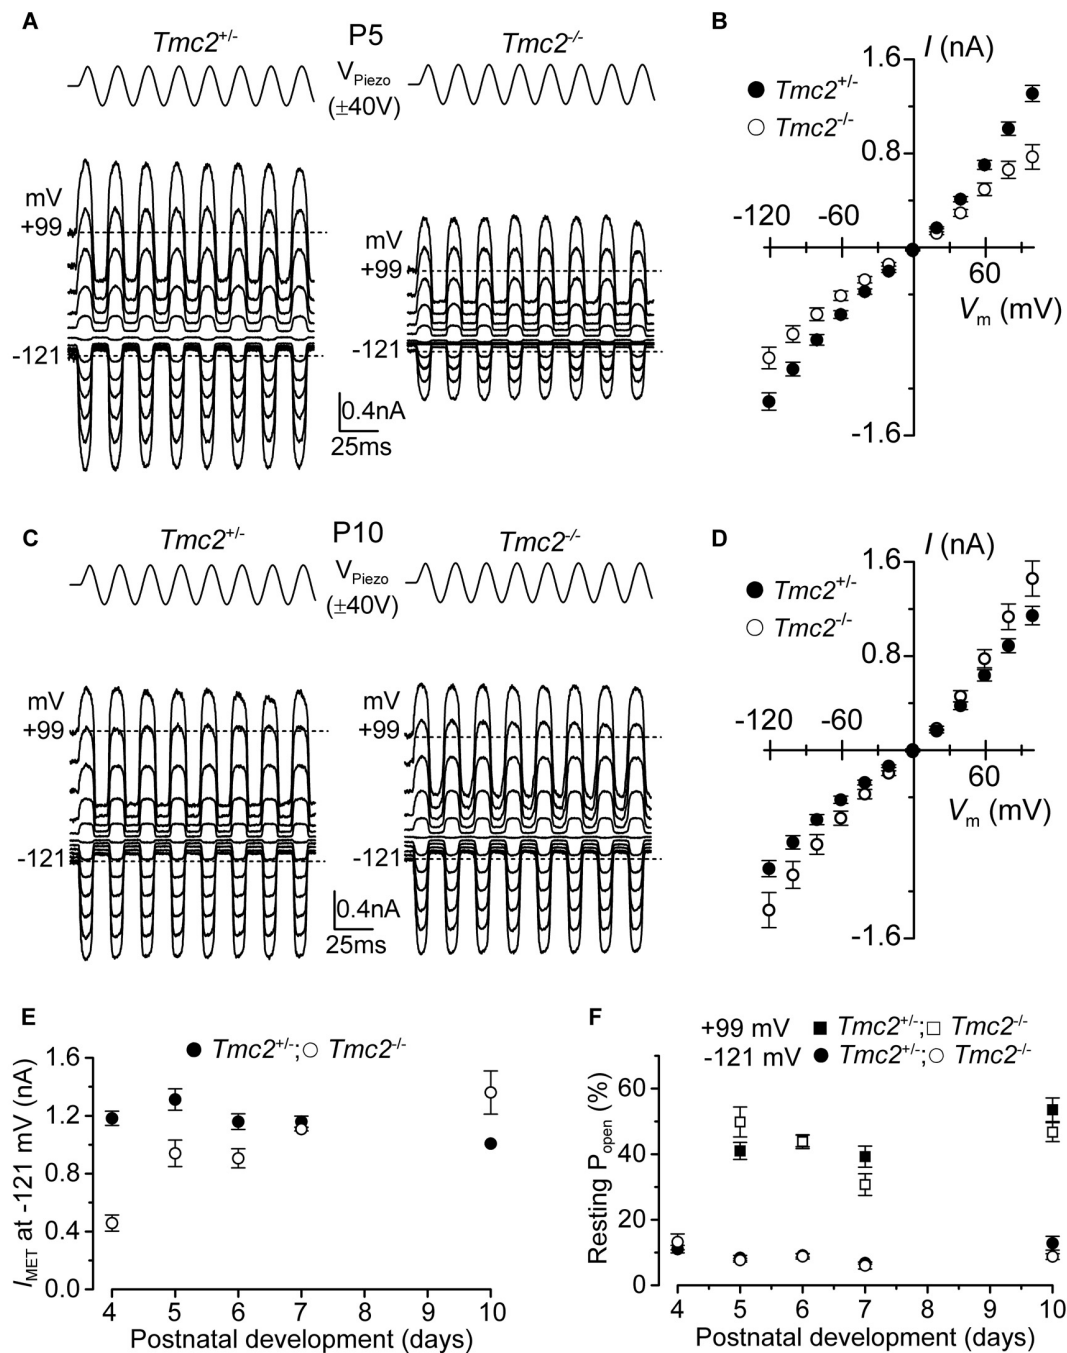 A
Tmc2+/-
P5
Tmc2-/-
VPiezo
(±40V)
mV
+99
-121
mV
+99
-121
0.4nA
25ms
B
I (nA)
1.6
Tmc2+/-
Tmc2-/-
0.8
-120
-60
60
Vm (mV)
-1.6
C
Tmc2+/-
P10
Tmc2-/-
VPiezo
(±40V)
mV
+99
-121
mV
+99
-121
0.4nA
25ms
D
I (nA)
1.6
Tmc2+/-
Tmc2-/-
0.8
-120
-60
60
Vm (mV)
-1.6
E
Tmc2+/-; Tmc2-/-
IMET at -121 mV (nA)
1.6
1.2
0.8
0.4
0.0
4 5 6 7 8 9 10
Postnatal development (days)
F
+99 mV Tmc2+/-; Tmc2-/-
-121 mV Tmc2+/-; Tmc2-/-
Resting Popen (%)
60
40
20
0
4 5 6 7 8 9 10
Postnatal development (days)